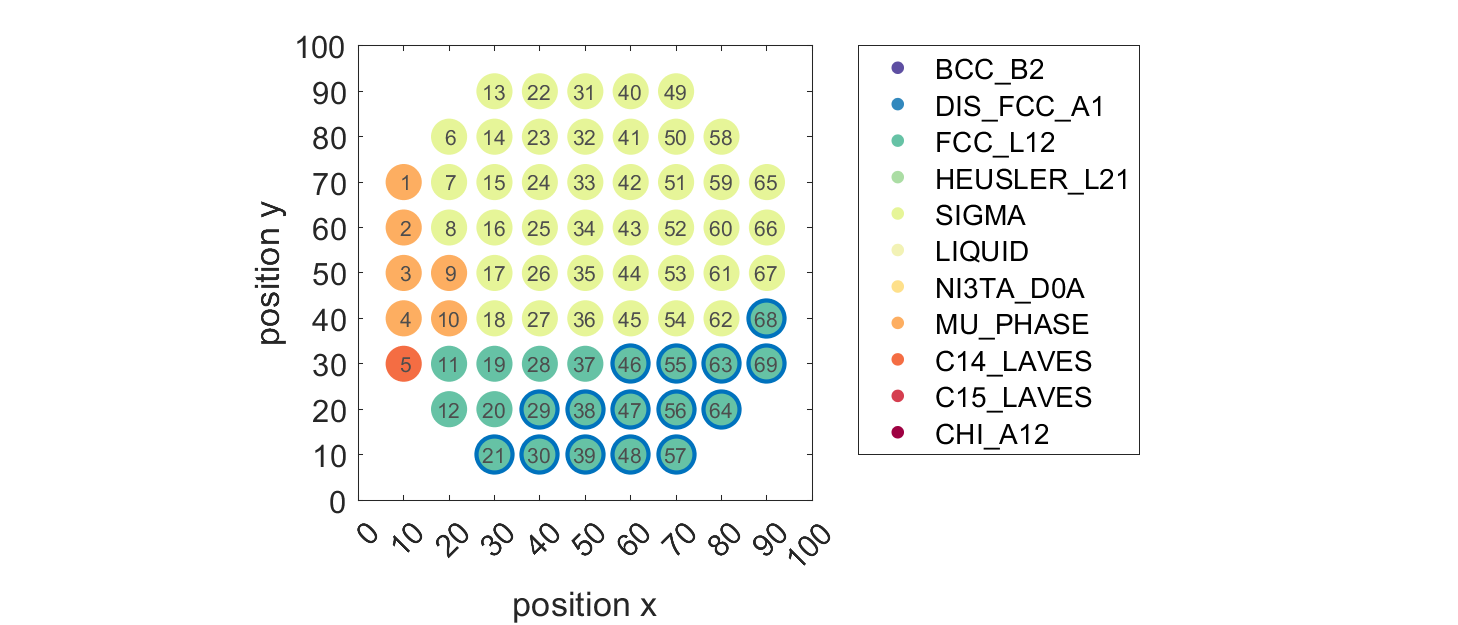 100
90 13 22 31 40 49
80 6 14 23 32 41 50 58
70 1 7 15 24 33 42 51 59 65
60 2 8 16 25 34 43 52 60 66
50 3 9 17 26 35 44 53 61 67
40 4 10 18 27 36 45 54 62 68
30 5 11 19 28 37 46 55 63 69
20 12 20 29 38 47 56 64
10 21 30 39 48 57
0
0 10 20 30 40 50 60 70 80 90 100
position x
position y
BCC_B2
DIS_FCC_A1
FCC_L12
HEUSLER_L21
SIGMA
LIQUID
NI3TA_D0A
MU_PHASE
C14_LAVES
C15_LAVES
CHI_A12